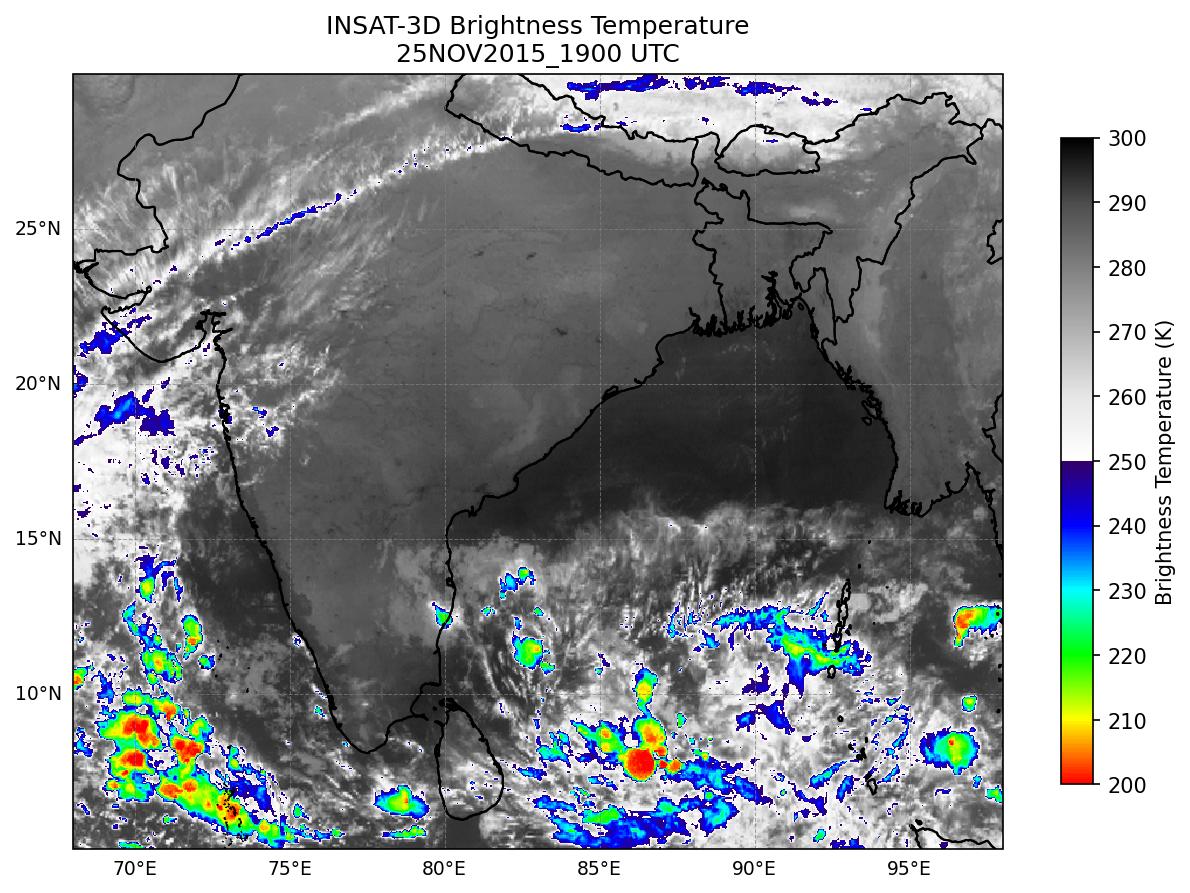 INSAT-3D Brightness Temperature
25NOV2015_1900 UTC
25°N
20°N
15°N
10°N
70°E
75°E
80°E
85°E
90°E
95°E
300
290
280
270
260
250
240
230
220
210
200
Brightness Temperature (K)